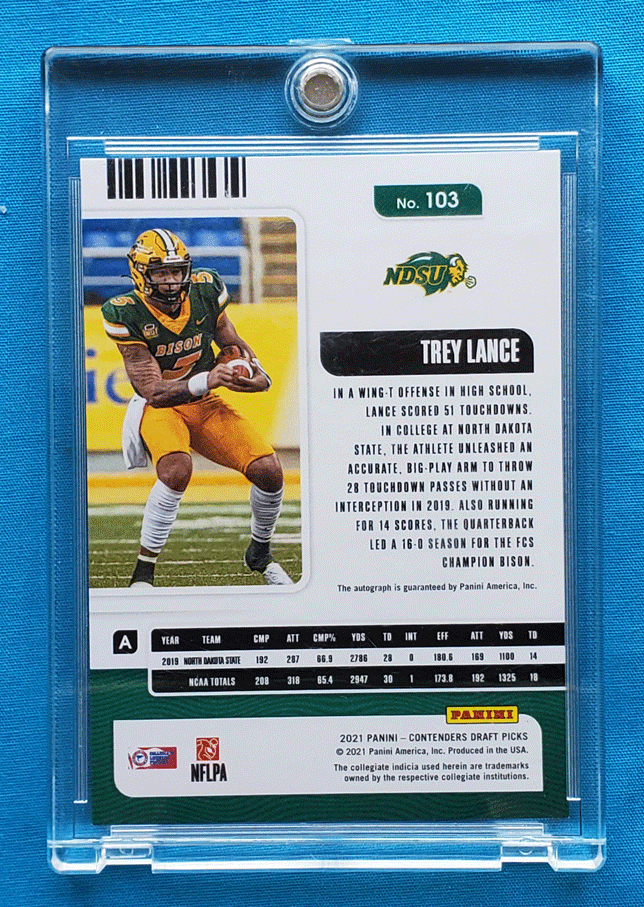 No. 103
NDSU
BISON
5
TREY LANCE
IN A WING-T OFFENSE IN HIGH SCHOOL,
LANCE SCORED 51 TOUCHDOWNS.
IN COLLEGE AT NORTH DAKOTA
STATE, THE ATHLETE UNLEASHED AN
ACCURATE, BIG-PLAY ARM TO THROW
28 TOUCHDOWN PASSES WITHOUT AN
INTERCEPTION IN 2019. ALSO RUNNING
FOR 14 SCORES, THE QUARTERBACK
LED A 16-0 SEASON FOR THE FCS
CHAMPION BISON.
The autograph is guaranteed by Panini America, Inc.
A
YEAR TEAM CMP ATT CMP% YDS TD INT EFF ATT YDS TD
2019 NORTH DAKOTA STATE 192 287 66.9 2786 28 0 180.6 169 1100 14
NCAA TOTALS 208 318 65.4 2947 30 1 173.8 192 1325 18
PANINI
2021 PANINI – CONTENDERS DRAFT PICKS
© 2021 Panini America, Inc. Produced in the USA.
The collegiate indicia used herein are trademarks
owned by the respective collegiate institutions.
NFLPA